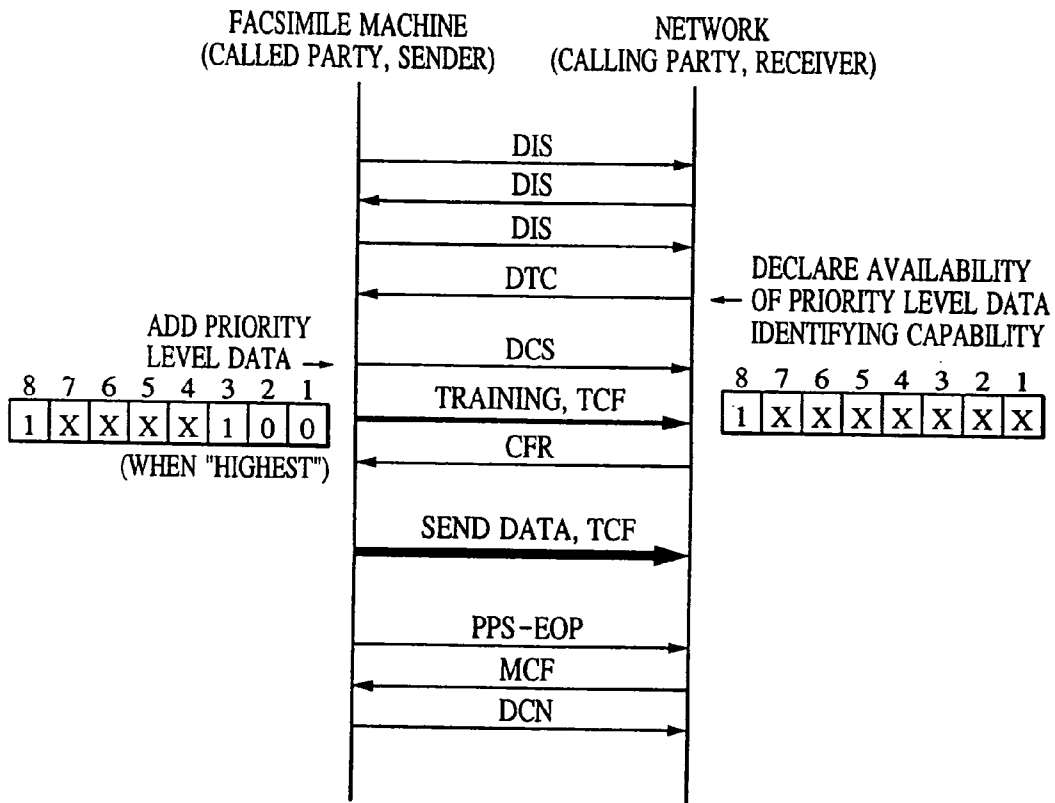 FACSIMILE MACHINE
(CALLED PARTY, SENDER)
NETWORK
(CALLING PARTY, RECEIVER)
DIS
DIS
DIS
DTC
DECLARE AVAILABILITY
← OF PRIORITY LEVEL DATA
IDENTIFYING CAPABILITY
ADD PRIORITY
LEVEL DATA →
DCS
8 7 6 5 4 3 2 1
1 X X X X 1 0 0
(WHEN "HIGHEST")
TRAINING, TCF
8 7 6 5 4 3 2 1
1 X X X X X X X
CFR
SEND DATA, TCF
PPS-EOP
MCF
DCN